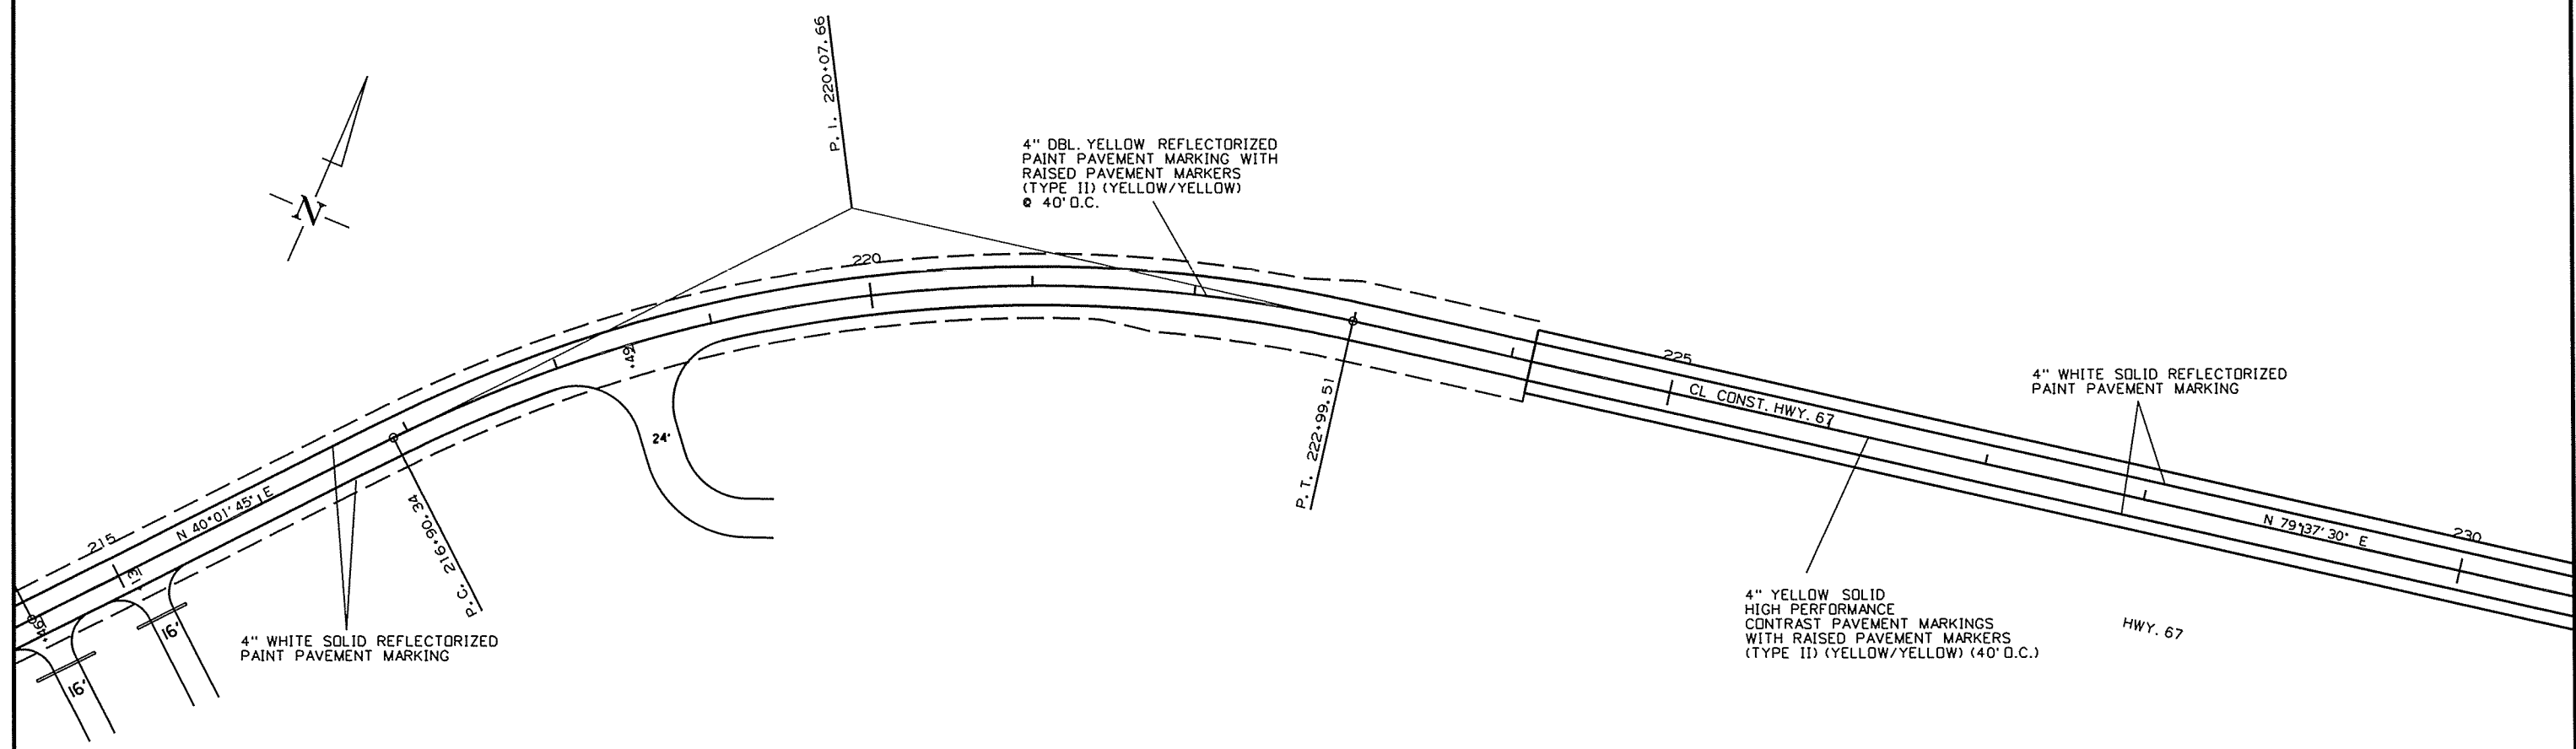 P.I. 220+07.66
N
4" DBL. YELLOW REFLECTORIZED
PAINT PAVEMENT MARKING WITH
RAISED PAVEMENT MARKERS
(TYPE II) (YELLOW/YELLOW)
@ 40' O.C.
220
+49
225
CL CONST. HWY. 67
4" WHITE SOLID REFLECTORIZED
PAINT PAVEMENT MARKING
24'
P.T. 222+99.51
N 40°01'45" E
P.C. 216+90.34
215
N 79°37'30" E
230
16'
16'
4" WHITE SOLID REFLECTORIZED
PAINT PAVEMENT MARKING
4" YELLOW SOLID
HIGH PERFORMANCE
CONTRAST PAVEMENT MARKINGS
WITH RAISED PAVEMENT MARKERS
(TYPE II) (YELLOW/YELLOW) (40' O.C.)
HWY. 67